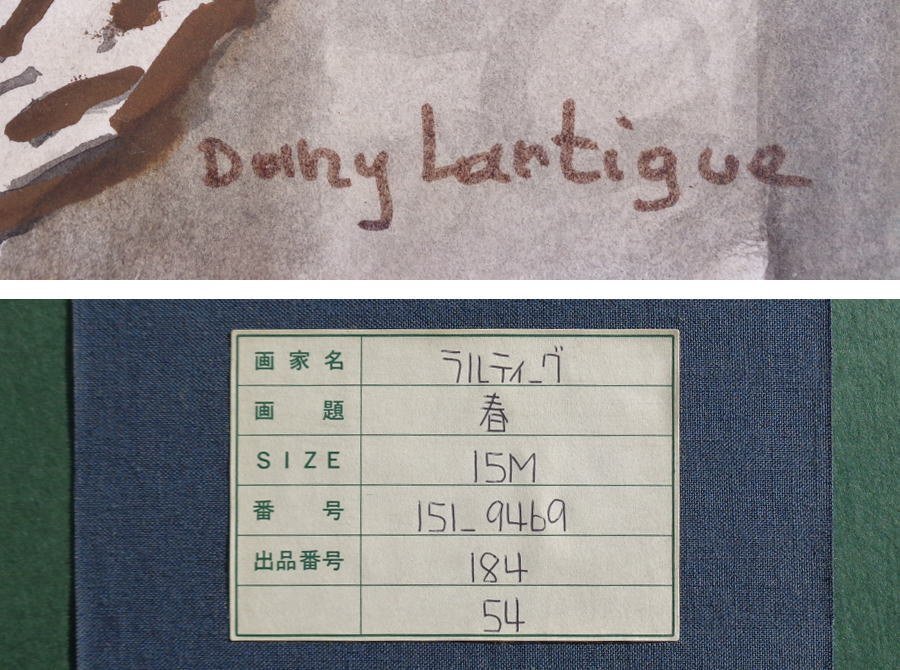 Dany Lartigue
画家名 ラルティーグ
画題 春
SIZE 15M
番号 151_9469
出品番号 184
54